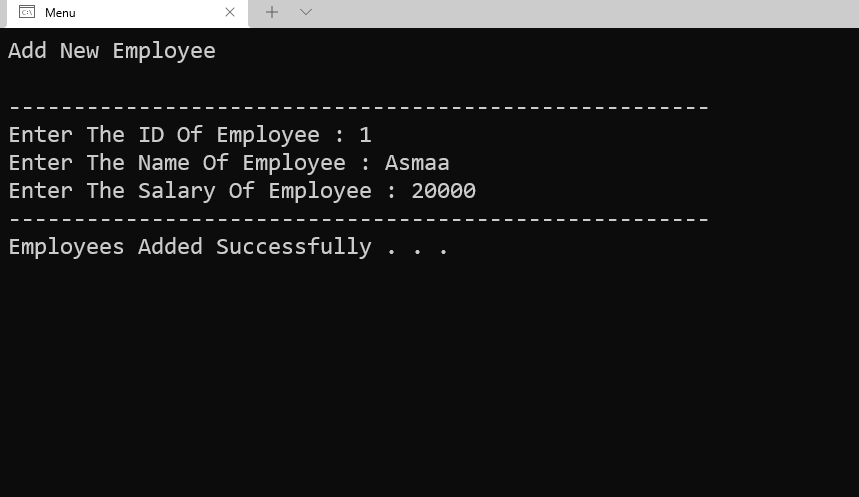 Menu
Add New Employee
------------------------------------------------------
Enter The ID Of Employee : 1
Enter The Name Of Employee : Asmaa
Enter The Salary Of Employee : 20000
------------------------------------------------------
Employees Added Successfully . . .